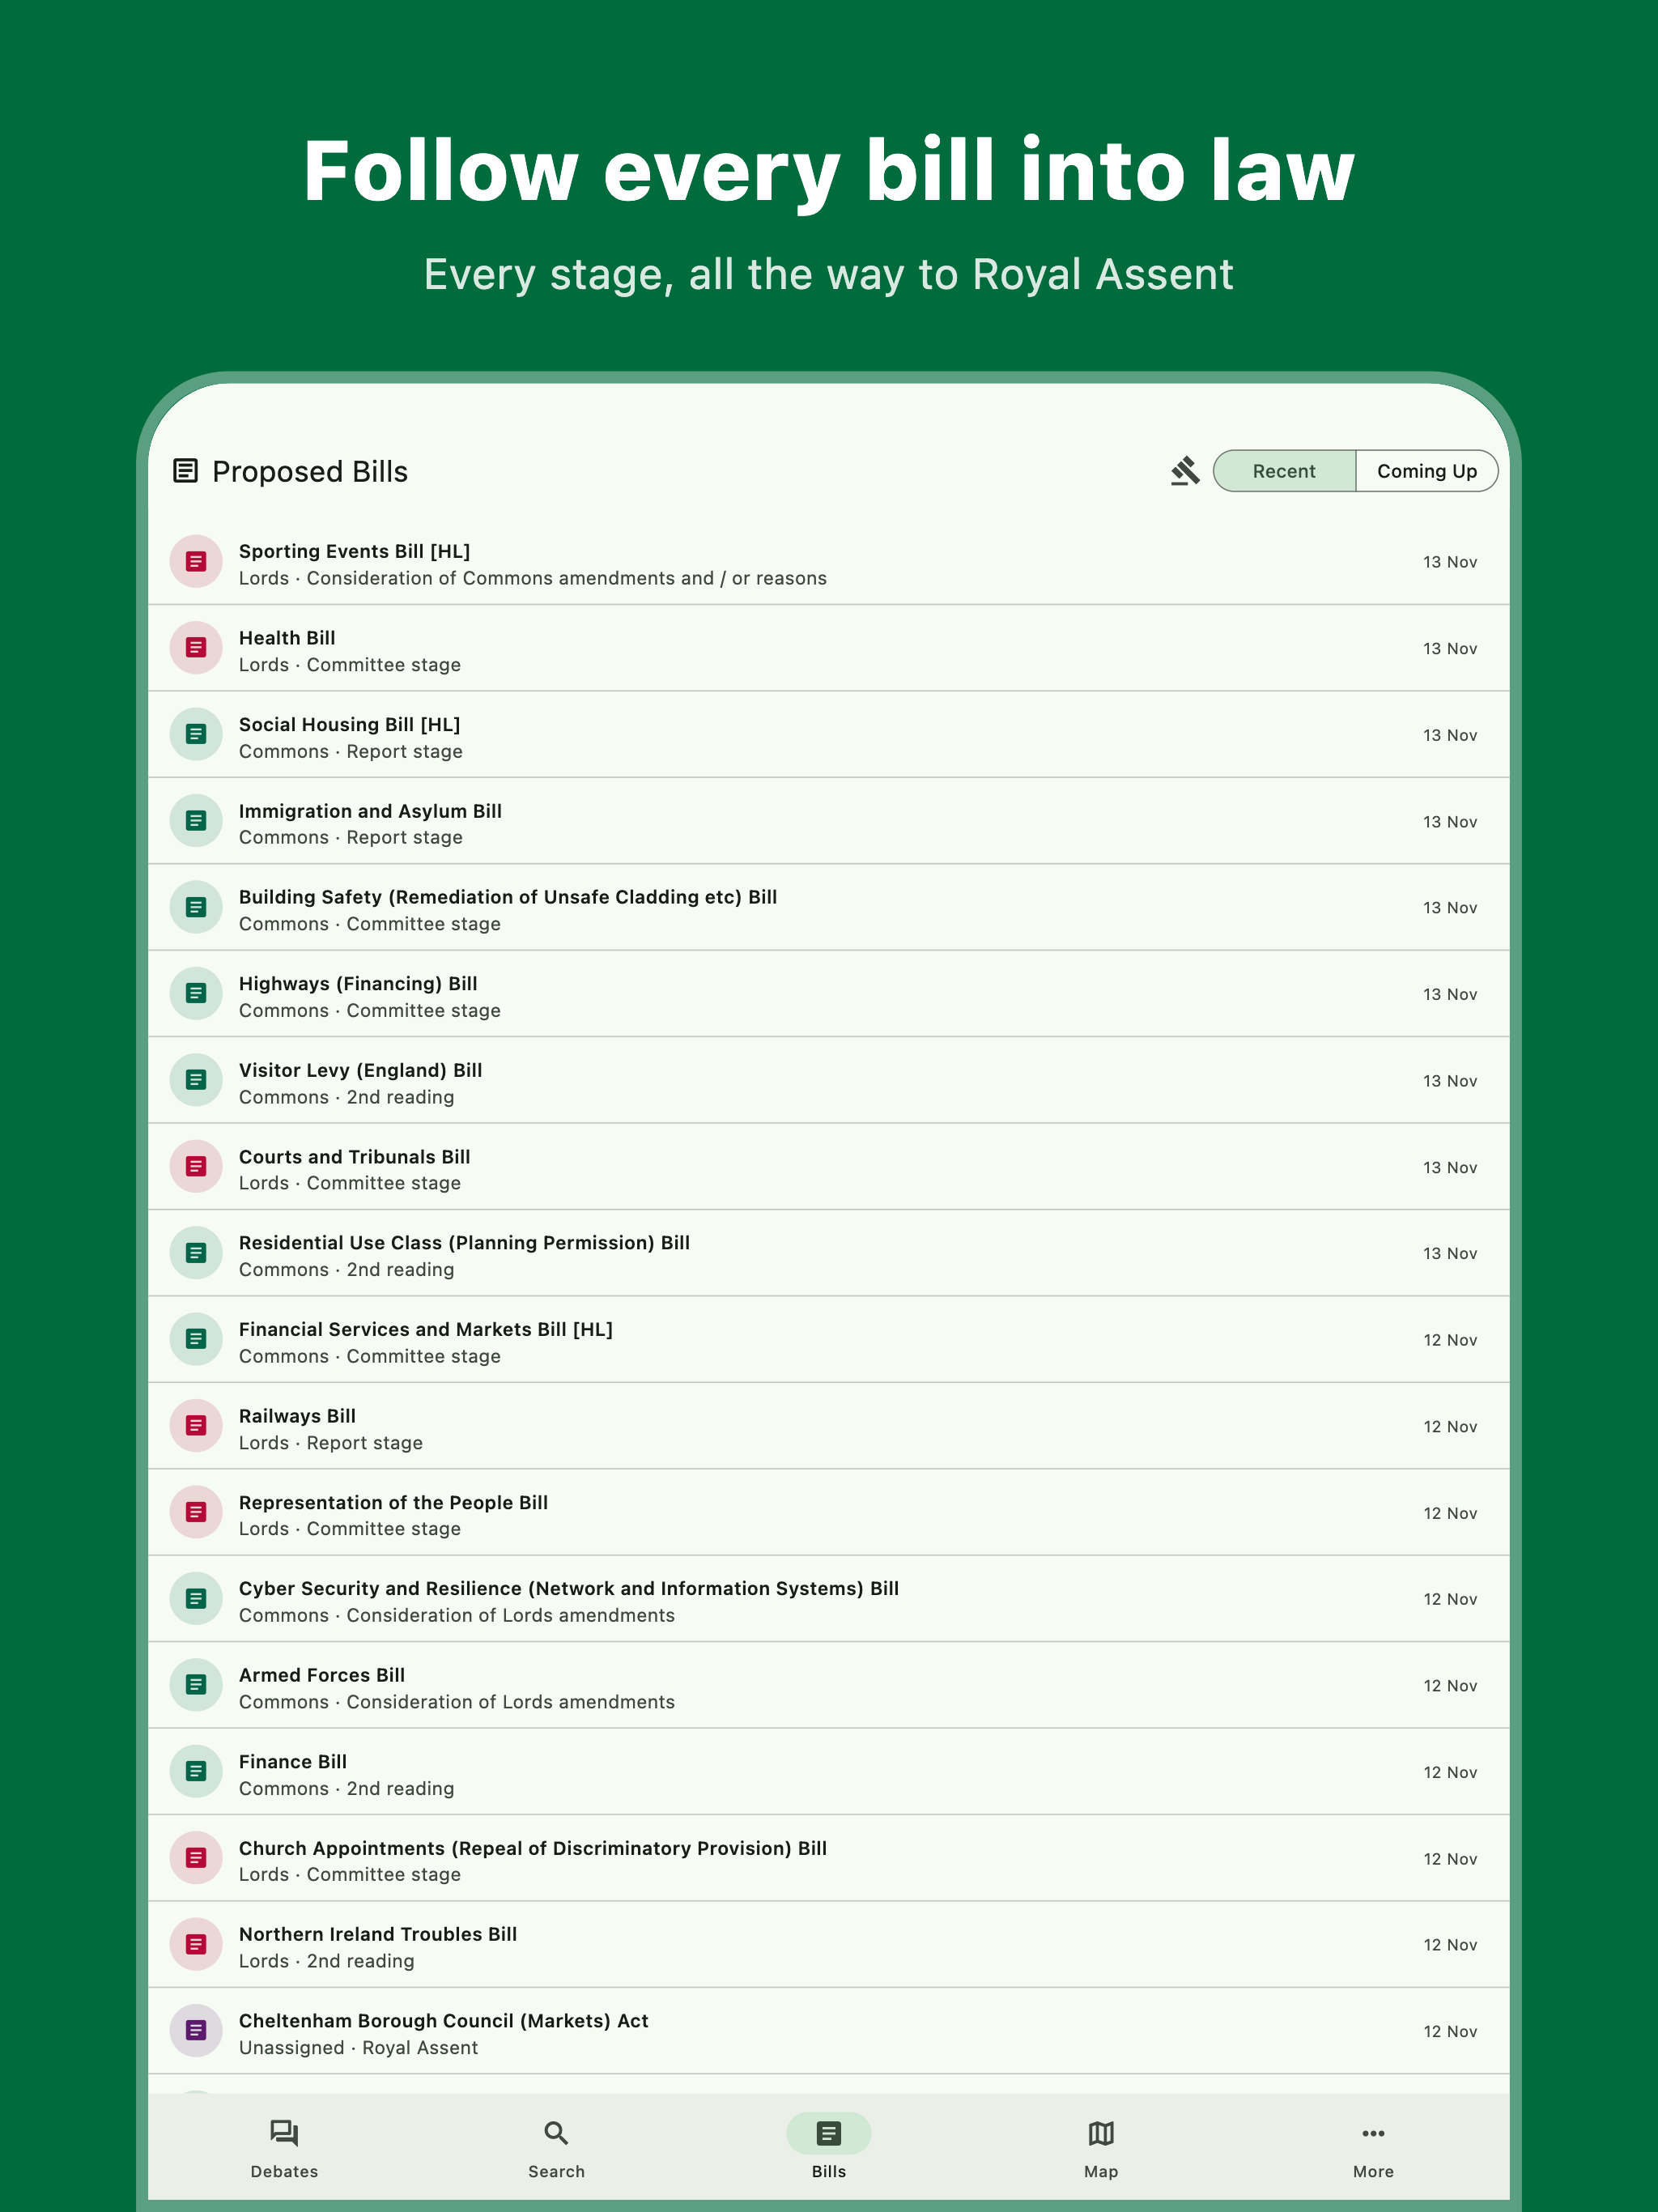 Follow every bill into law
Every stage, all the way to Royal Assent
Proposed Bills
Recent
Coming Up
Sporting Events Bill [HL]
Lords · Consideration of Commons amendments and / or reasons
13 Nov
Health Bill
Lords · Committee stage
13 Nov
Social Housing Bill [HL]
Commons · Report stage
13 Nov
Immigration and Asylum Bill
Commons · Report stage
13 Nov
Building Safety (Remediation of Unsafe Cladding etc) Bill
Commons · Committee stage
13 Nov
Highways (Financing) Bill
Commons · Committee stage
13 Nov
Visitor Levy (England) Bill
Commons · 2nd reading
13 Nov
Courts and Tribunals Bill
Lords · Committee stage
13 Nov
Residential Use Class (Planning Permission) Bill
Commons · 2nd reading
13 Nov
Financial Services and Markets Bill [HL]
Commons · Committee stage
12 Nov
Railways Bill
Lords · Report stage
12 Nov
Representation of the People Bill
Lords · Committee stage
12 Nov
Cyber Security and Resilience (Network and Information Systems) Bill
Commons · Consideration of Lords amendments
12 Nov
Armed Forces Bill
Commons · Consideration of Lords amendments
12 Nov
Finance Bill
Commons · 2nd reading
12 Nov
Church Appointments (Repeal of Discriminatory Provision) Bill
Lords · Committee stage
12 Nov
Northern Ireland Troubles Bill
Lords · 2nd reading
12 Nov
Cheltenham Borough Council (Markets) Act
Unassigned · Royal Assent
12 Nov
Debates
Search
Bills
Map
More